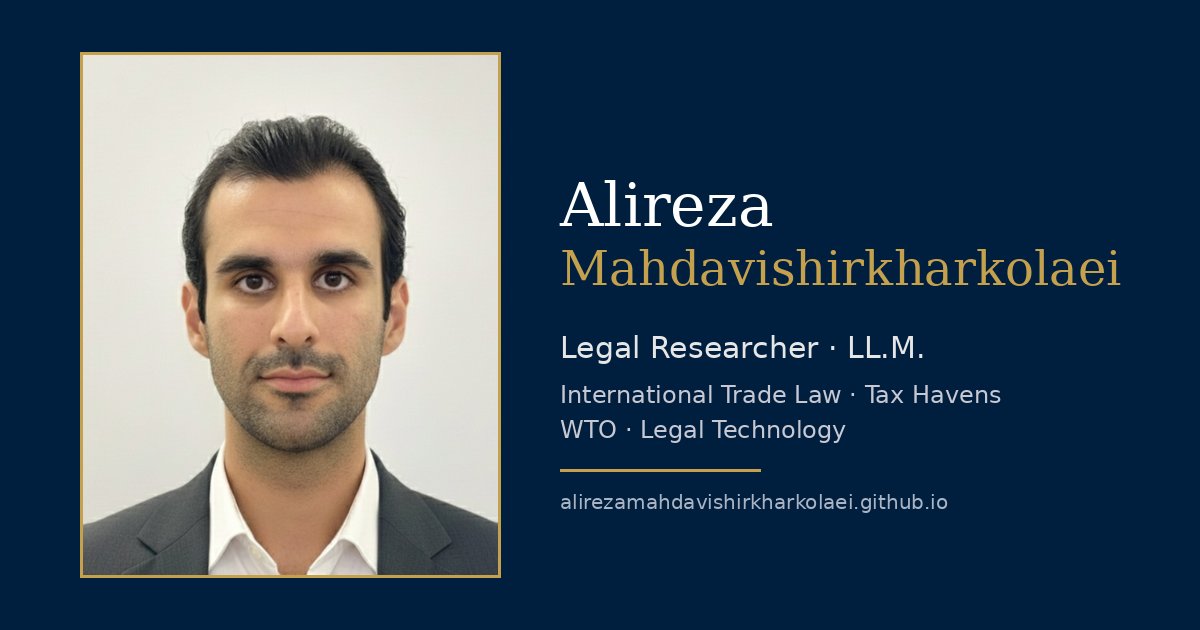 Alireza
Mahdavishirkharkolaei
Legal Researcher · LL.M.
International Trade Law · Tax Havens
WTO · Legal Technology
alirezamahdavishirkharkolaei.github.io